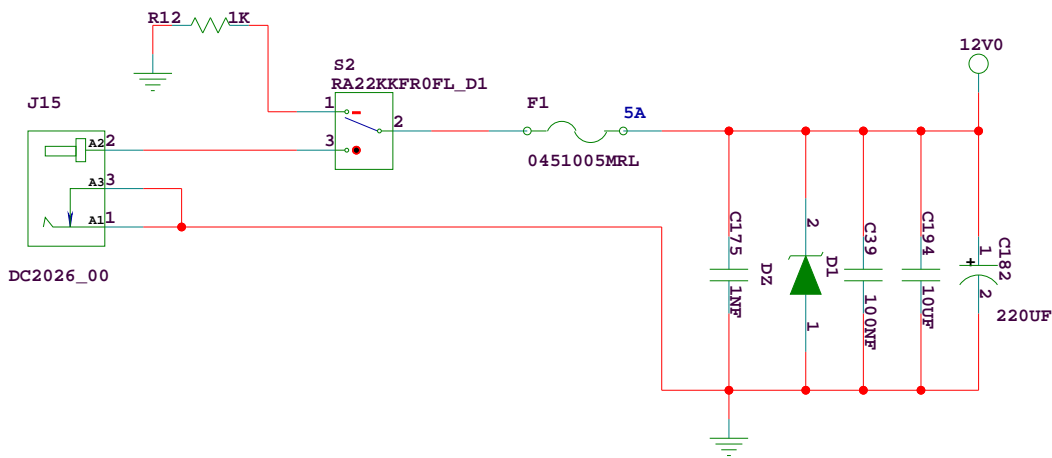 R12 1K
12V0
S2
RA22KKFR0FL_D1
J15
F1
5A
1
2
3
0451005MRL
A2 2
A3 3
A1 1
DC2026_00
C175
1NF
DZ
2
D1
1
C39
100NF
C194
10UF
1
+
C182
2
220UF